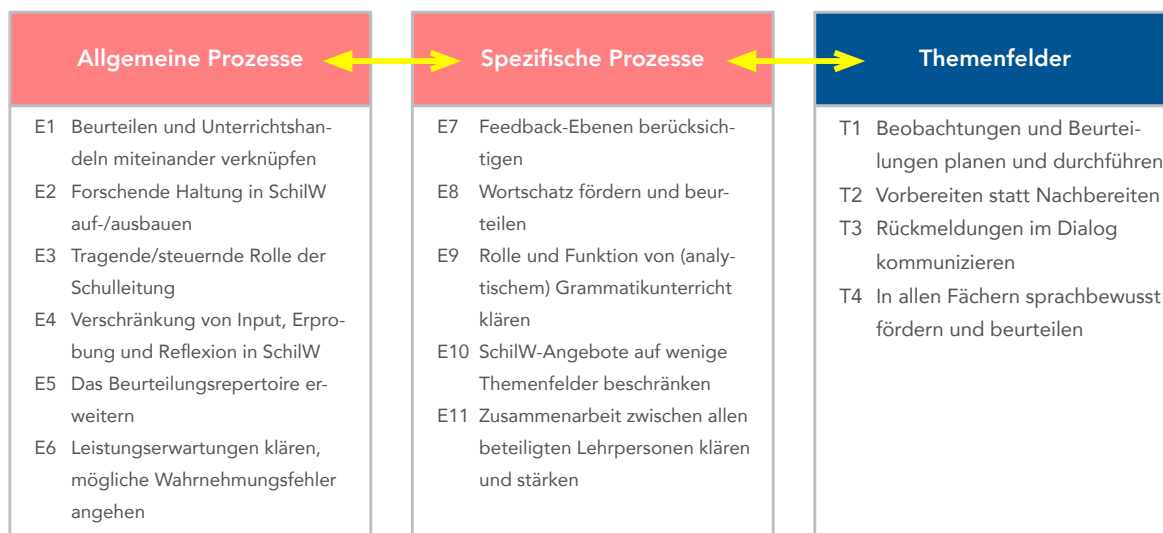 Allgemeine Prozesse
E1 Beurteilen und Unterrichtshan-
deln miteinander verknüpfen
E2 Forschende Haltung in SchilW
auf-/ausbauen
E3 Tragende/steuernde Rolle der
Schulleitung
E4 Verschränkung von Input, Erpro-
bung und Reflexion in SchilW
E5 Das Beurteilungsrepertoire er-
weitern
E6 Leistungserwartungen klären,
mögliche Wahrnehmungsfehler
angehen
Spezifische Prozesse
E7 Feedback-Ebenen berücksich-
tigen
E8 Wortschatz fördern und beur-
teilen
E9 Rolle und Funktion von (analy-
tischem) Grammatikunterricht
klären
E10 SchilW-Angebote auf wenige
Themenfelder beschränken
E11 Zusammenarbeit zwischen allen
beteiligten Lehrpersonen klären
und stärken
Themenfelder
T1 Beobachtungen und Beurtei-
lungen planen und durchführen
T2 Vorbereiten statt Nachbereiten
T3 Rückmeldungen im Dialog
kommunizieren
T4 In allen Fächern sprachbewusst
fördern und beurteilen